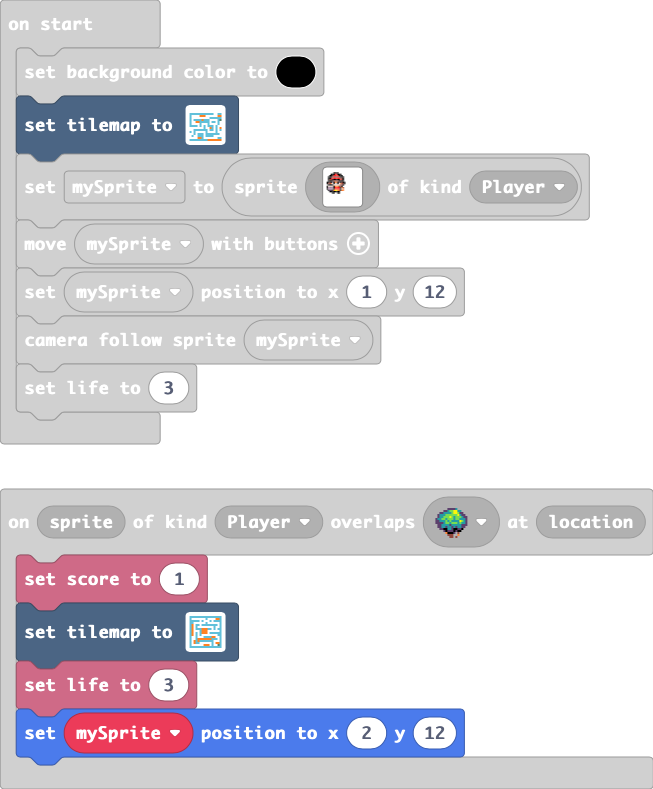 on start
set background color to
set tilemap to
set mySprite to sprite of kind Player
move mySprite with buttons
set mySprite position to x 1 y 12
camera follow sprite mySprite
set life to 3
on sprite of kind Player overlaps at location
set score to 1
set tilemap to
set life to 3
set mySprite position to x 2 y 12